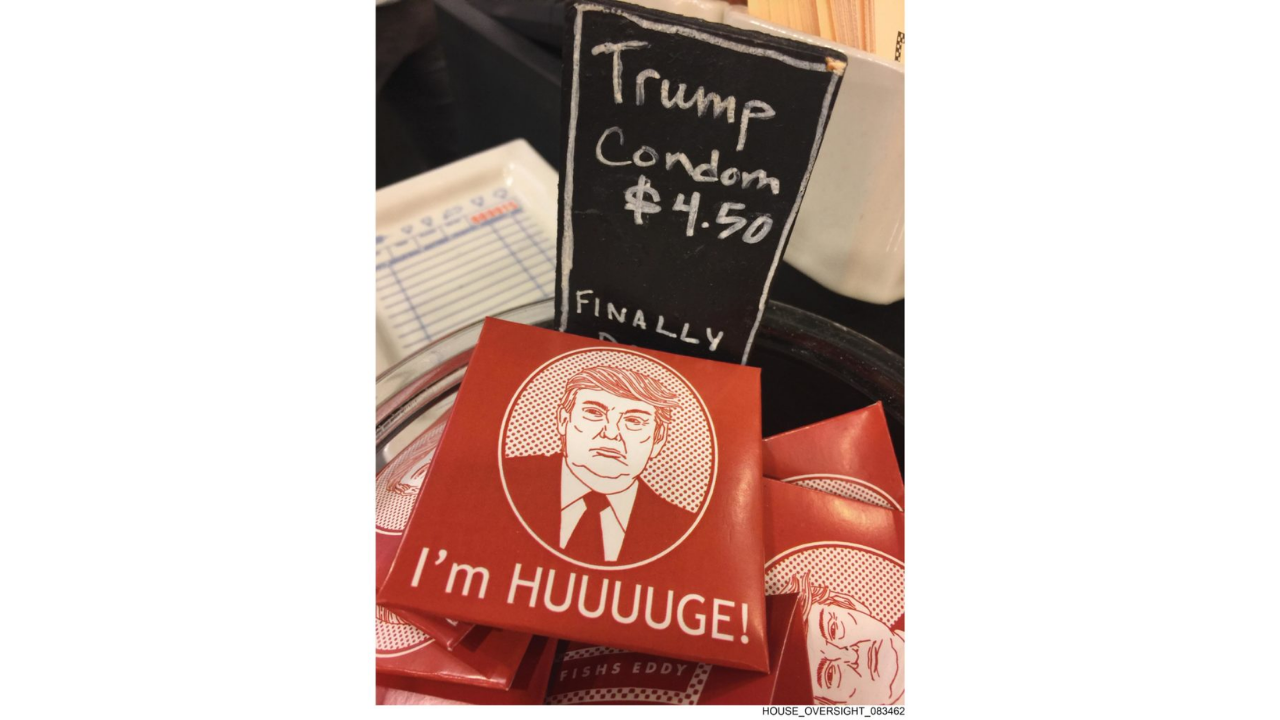 Trump
Condom
$4.50
FINALLY
I'm HUUUUGE!
FISHS EDDY
HOUSE_OVERSIGHT_083462